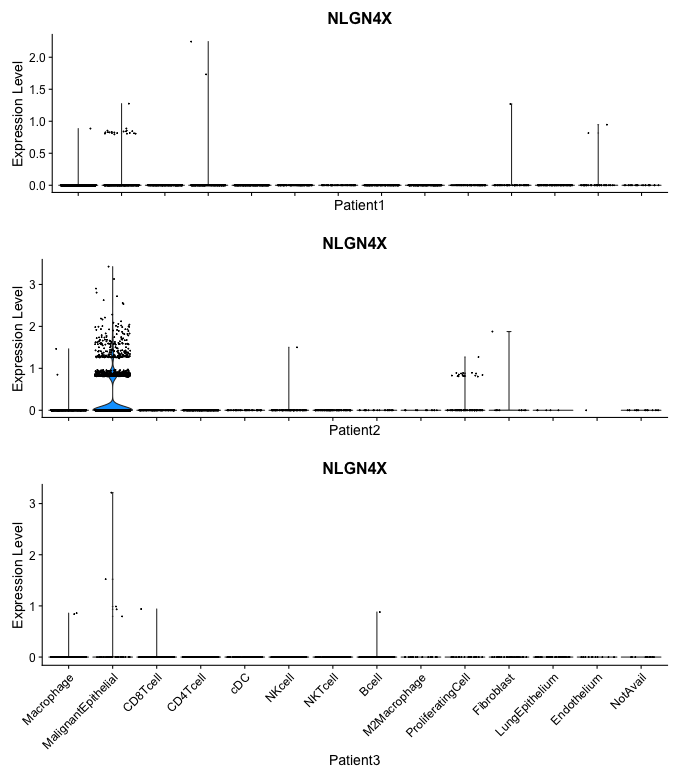 NLGN4X
Expression Level
2.0
1.5
1.0
0.5
0.0
Patient1
NLGN4X
Expression Level
3
2
1
0
Patient2
NLGN4X
Expression Level
3
2
1
0
Macrophage
MalignantEpithelial
CD8Tcell
CD4Tcell
cDC
NKcell
NKTcell
Bcell
M2Macrophage
ProliferatingCell
Fibroblast
LungEpithelium
Endothelium
NotAvail
Patient3